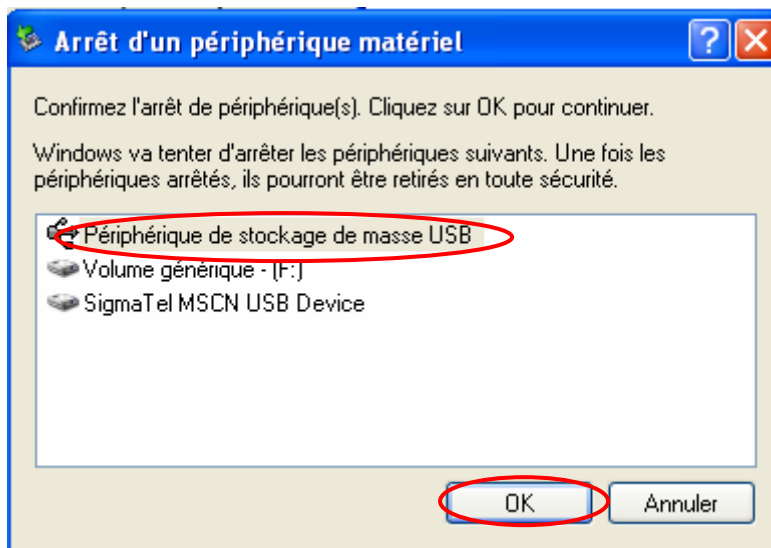 Arrêt d'un périphérique matériel
Confirmez l'arrêt de périphérique(s). Cliquez sur OK pour continuer.
Windows va tenter d'arrêter les périphériques suivants. Une fois les
périphériques arrêtés, ils pourront être retirés en toute sécurité.
Périphérique de stockage de masse USB
Volume générique - (F:)
SigmaTel MSCN USB Device
OK Annuler